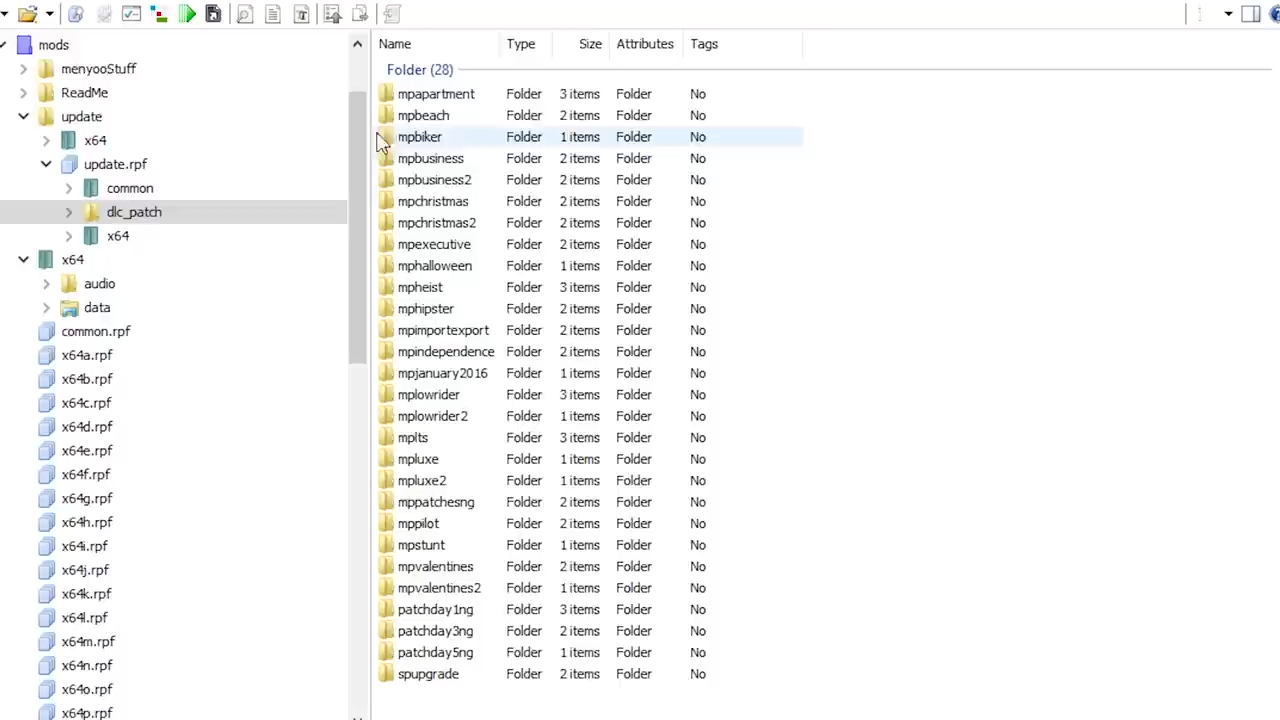 mods
menyooStuff
ReadMe
update
x64
update.rpf
common
dlc_patch
x64
x64
audio
data
common.rpf
x64a.rpf
x64b.rpf
x64c.rpf
x64d.rpf
x64e.rpf
x64f.rpf
x64g.rpf
x64h.rpf
x64i.rpf
x64j.rpf
x64k.rpf
x64l.rpf
x64m.rpf
x64n.rpf
x64o.rpf
x64p.rpf
Name Type Size Attributes Tags
Folder (28)
mpapartment Folder 3 items Folder No
mpbeach Folder 2 items Folder No
mpbiker Folder 1 items Folder No
mpbusiness Folder 2 items Folder No
mpbusiness2 Folder 2 items Folder No
mpchristmas Folder 2 items Folder No
mpchristmas2 Folder 2 items Folder No
mpexecutive Folder 2 items Folder No
mphalloween Folder 1 items Folder No
mpheist Folder 3 items Folder No
mphipster Folder 2 items Folder No
mpimportexport Folder 2 items Folder No
mpindependence Folder 2 items Folder No
mpjanuary2016 Folder 1 items Folder No
mplowrider Folder 3 items Folder No
mplowrider2 Folder 1 items Folder No
mplts Folder 3 items Folder No
mpluxe Folder 1 items Folder No
mpluxe2 Folder 1 items Folder No
mppatchesng Folder 2 items Folder No
mppilot Folder 2 items Folder No
mpstunt Folder 1 items Folder No
mpvalentines Folder 2 items Folder No
mpvalentines2 Folder 1 items Folder No
patchday1ng Folder 3 items Folder No
patchday3ng Folder 2 items Folder No
patchday5ng Folder 1 items Folder No
spupgrade Folder 2 items Folder No